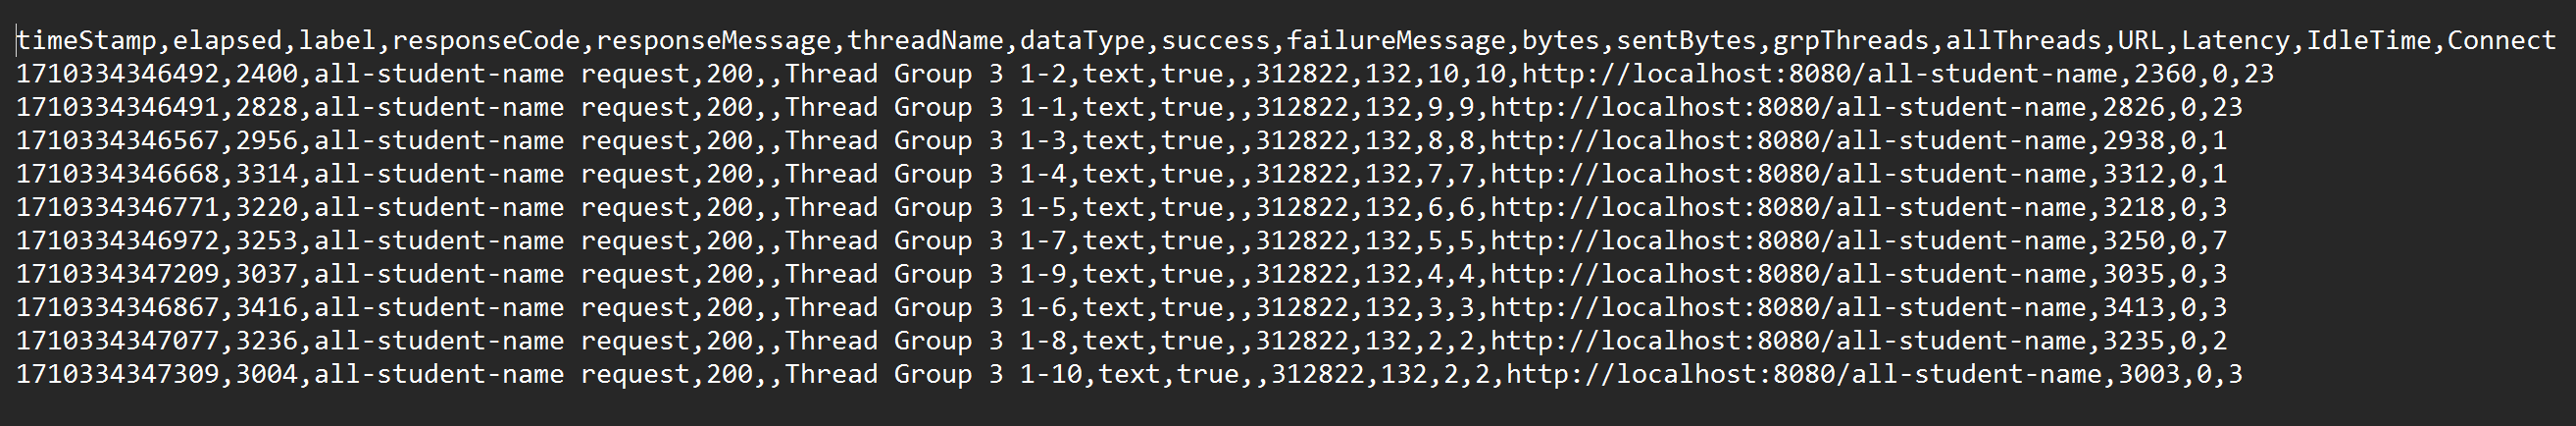 timeStamp,elapsed,label,responseCode,responseMessage,threadName,dataType,success,failureMessage,bytes,sentBytes,grpThreads,allThreads,URL,Latency,IdleTime,Connect
1710334346492,2400,all-student-name request,200,,Thread Group 3 1-2,text,true,,312822,132,10,10,http://localhost:8080/all-student-name,2360,0,23
1710334346491,2828,all-student-name request,200,,Thread Group 3 1-1,text,true,,312822,132,9,9,http://localhost:8080/all-student-name,2826,0,23
1710334346567,2956,all-student-name request,200,,Thread Group 3 1-3,text,true,,312822,132,8,8,http://localhost:8080/all-student-name,2938,0,1
1710334346668,3314,all-student-name request,200,,Thread Group 3 1-4,text,true,,312822,132,7,7,http://localhost:8080/all-student-name,3312,0,1
1710334346771,3220,all-student-name request,200,,Thread Group 3 1-5,text,true,,312822,132,6,6,http://localhost:8080/all-student-name,3218,0,3
1710334346972,3253,all-student-name request,200,,Thread Group 3 1-7,text,true,,312822,132,5,5,http://localhost:8080/all-student-name,3250,0,7
1710334347209,3037,all-student-name request,200,,Thread Group 3 1-9,text,true,,312822,132,4,4,http://localhost:8080/all-student-name,3035,0,3
1710334346867,3416,all-student-name request,200,,Thread Group 3 1-6,text,true,,312822,132,3,3,http://localhost:8080/all-student-name,3413,0,3
1710334347077,3236,all-student-name request,200,,Thread Group 3 1-8,text,true,,312822,132,2,2,http://localhost:8080/all-student-name,3235,0,2
1710334347309,3004,all-student-name request,200,,Thread Group 3 1-10,text,true,,312822,132,2,2,http://localhost:8080/all-student-name,3003,0,3